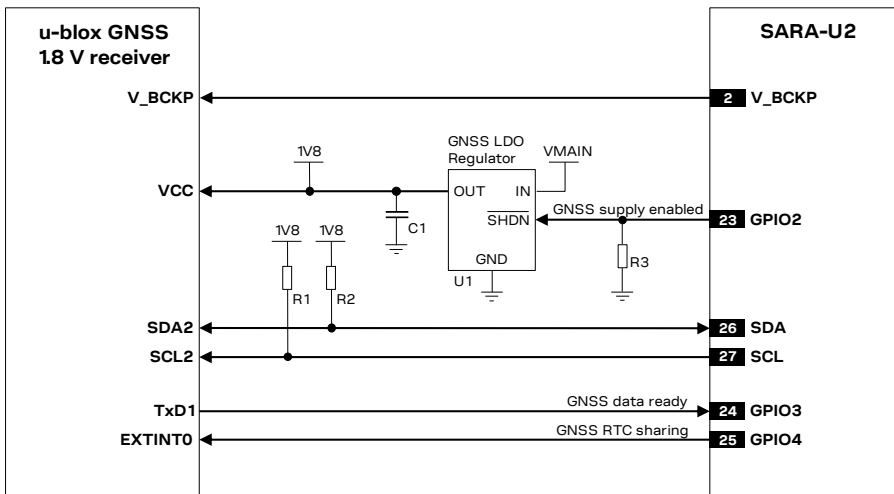 u-blox GNSS
1.8 V receiver
SARA-U2
V_BCKP
2 V_BCKP
GNSS LDO
Regulator
VMAIN
1V8
VCC
OUT
IN
GNSS supply enabled
SHDN
23 GPIO2
C1
1V8
1V8
GND
R3
U1
R1
R2
SDA2
26 SDA
SCL2
27 SCL
TxD1
GNSS data ready
24 GPIO3
EXTINT0
GNSS RTC sharing
25 GPIO4